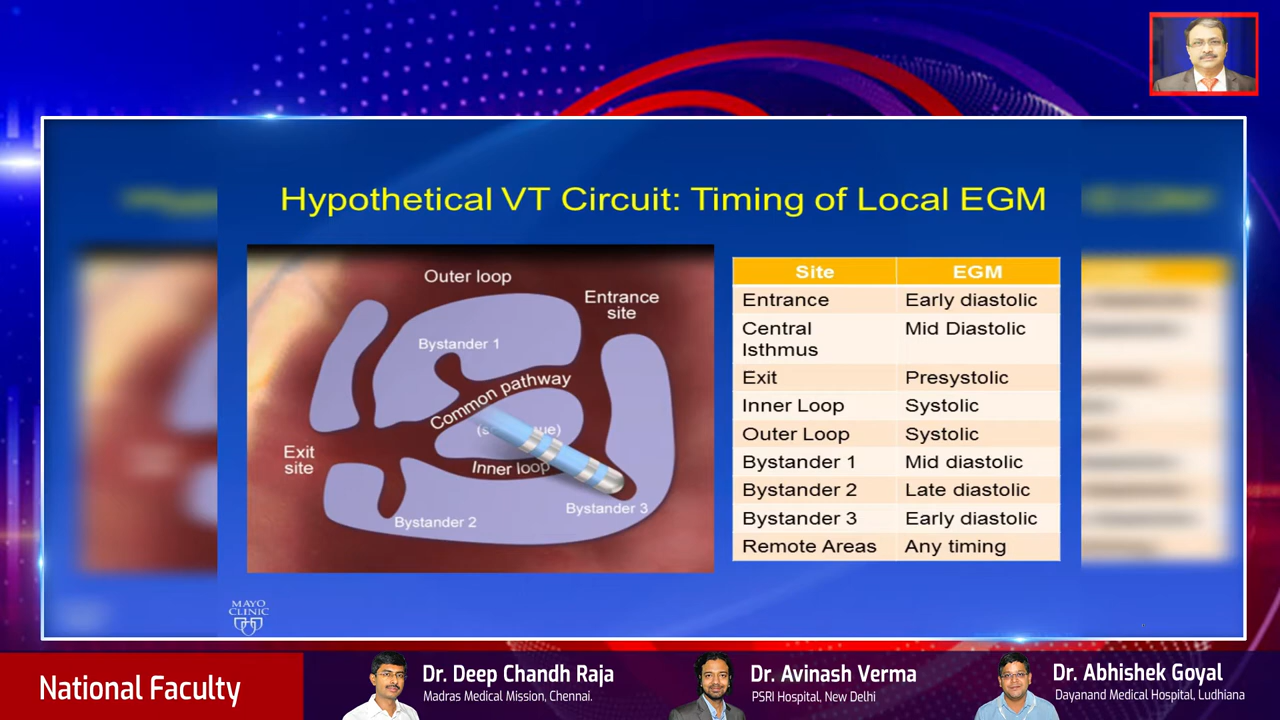 Hypothetical VT Circuit: Timing of Local EGM
Outer loop
Entrance
site
Bystander 1
Common pathway
Exit
site
Inner loop
Bystander 2
Bystander 3
Site EGM
Entrance Early diastolic
Central Mid Diastolic
Isthmus
Exit Presystolic
Inner Loop Systolic
Outer Loop Systolic
Bystander 1 Mid diastolic
Bystander 2 Late diastolic
Bystander 3 Early diastolic
Remote Areas Any timing
MAYO
CLINIC
National Faculty
Dr. Deep Chandh Raja
Madras Medical Mission, Chennai.
Dr. Avinash Verma
PSRI Hospital, New Delhi
Dr. Abhishek Goyal
Dayanand Medical Hospital, Ludhiana